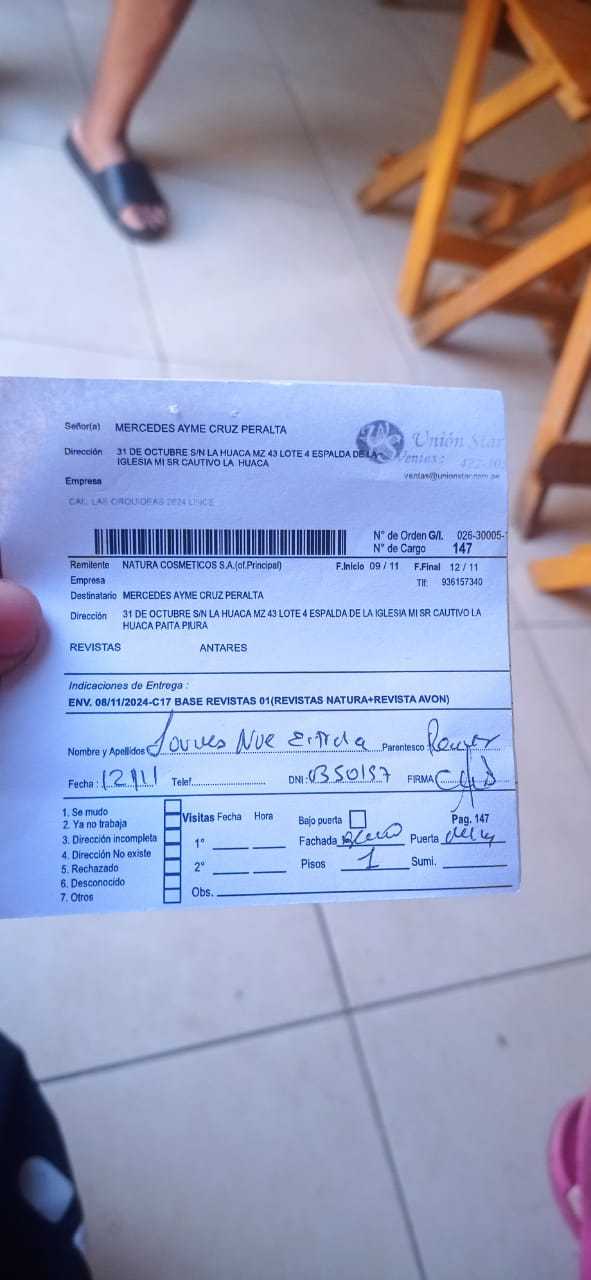 Señor(a) MERCEDES AYME CRUZ PERALTA
Unión Star
Dirección 31 DE OCTUBRE S/N LA HUACA MZ 43 LOTE 4 ESPALDA DE LA
IGLESIA MI SR CAUTIVO LA HUACA
Ventas:
ventas@unionstar.com.pe
Empresa
CAL. LAS ORQUIDEAS 2624 LINCE
N° de Orden G/I. 026-30005-
N° de Cargo 147
Remitente NATURA COSMETICOS S.A.(of.Principal) F.Inicio 09 / 11 F.Final 12 / 11
Empresa Tlf: 936157340
Destinatario MERCEDES AYME CRUZ PERALTA
Dirección 31 DE OCTUBRE S/N LA HUACA MZ 43 LOTE 4 ESPALDA DE LA IGLESIA MI SR CAUTIVO LA
HUACA PAITA PIURA
REVISTAS ANTARES
Indicaciones de Entrega :
ENV. 08/11/2024-C17 BASE REVISTAS 01(REVISTAS NATURA+REVISTA AVON)
Nombre y Apellidos Parentesco
Fecha : 12/11 Telef. DNI: FIRMA
1. Se mudo Visitas Fecha Hora Bajo puerta Pag. 147
2. Ya no trabaja
3. Dirección incompleta 1° Fachada Puerta
4. Dirección No existe
5. Rechazado 2° Pisos 1 Sumi.
6. Desconocido
7. Otros Obs.